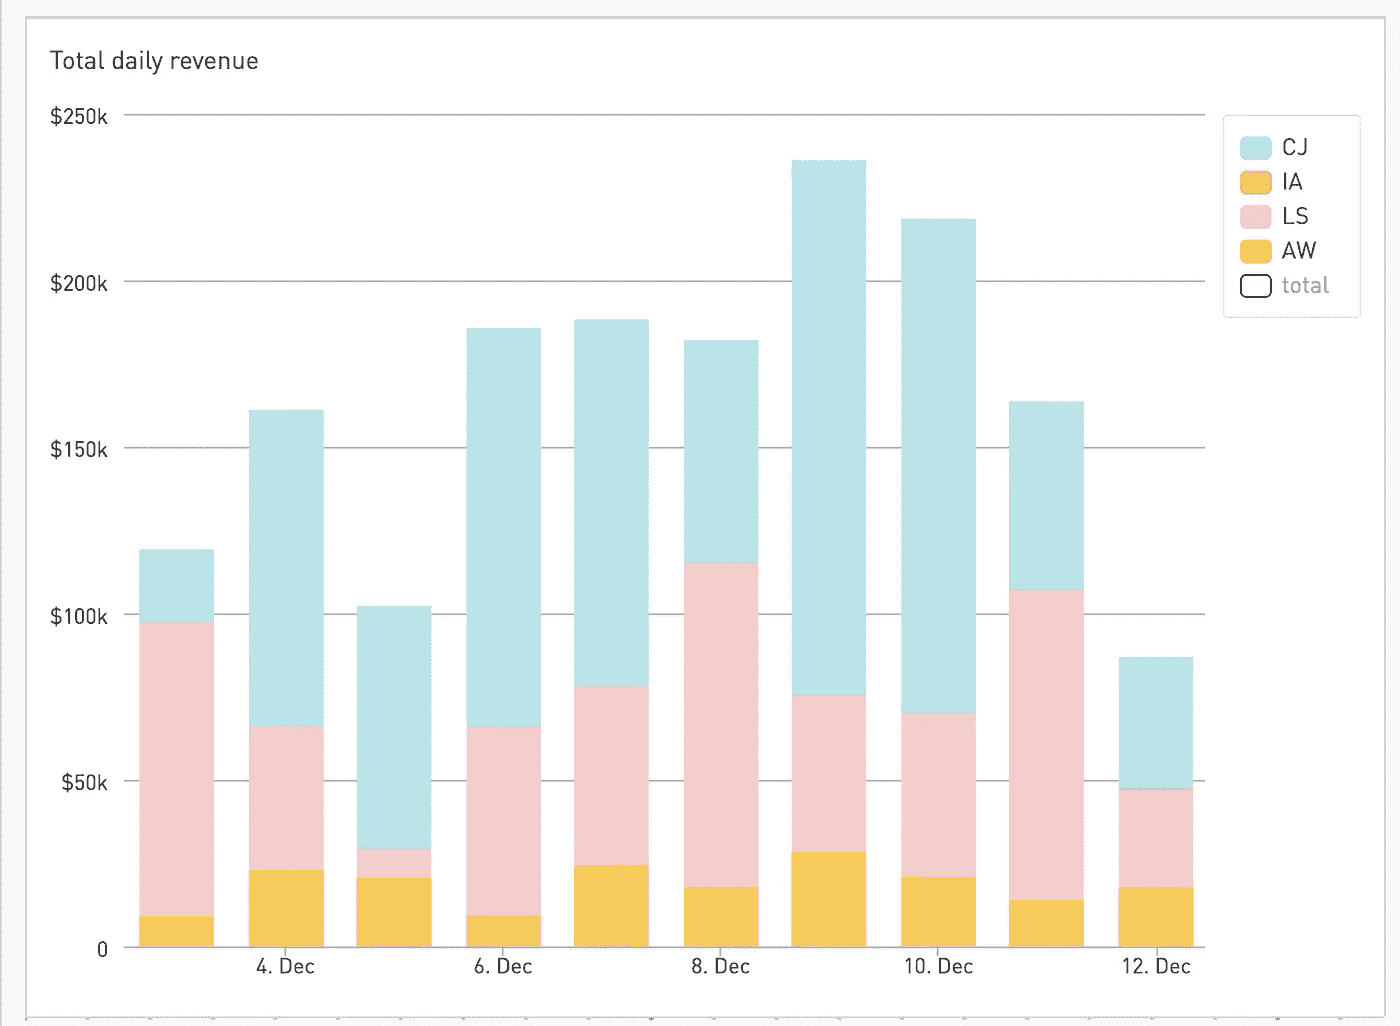 Total daily revenue
$250k
$200k
$150k
$100k
$50k
0
4. Dec
6. Dec
8. Dec
10. Dec
12. Dec
CJ
IA
LS
AW
total